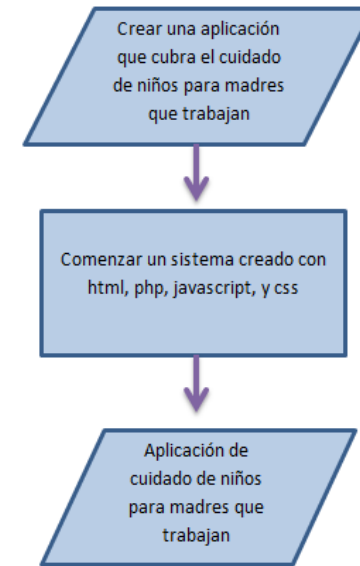 Crear una aplicación
que cubra el cuidado
de niños para madres
que trabajan
Comenzar un sistema creado con
html, php, javascript, y css
Aplicación de
cuidado de niños
para madres que
trabajan